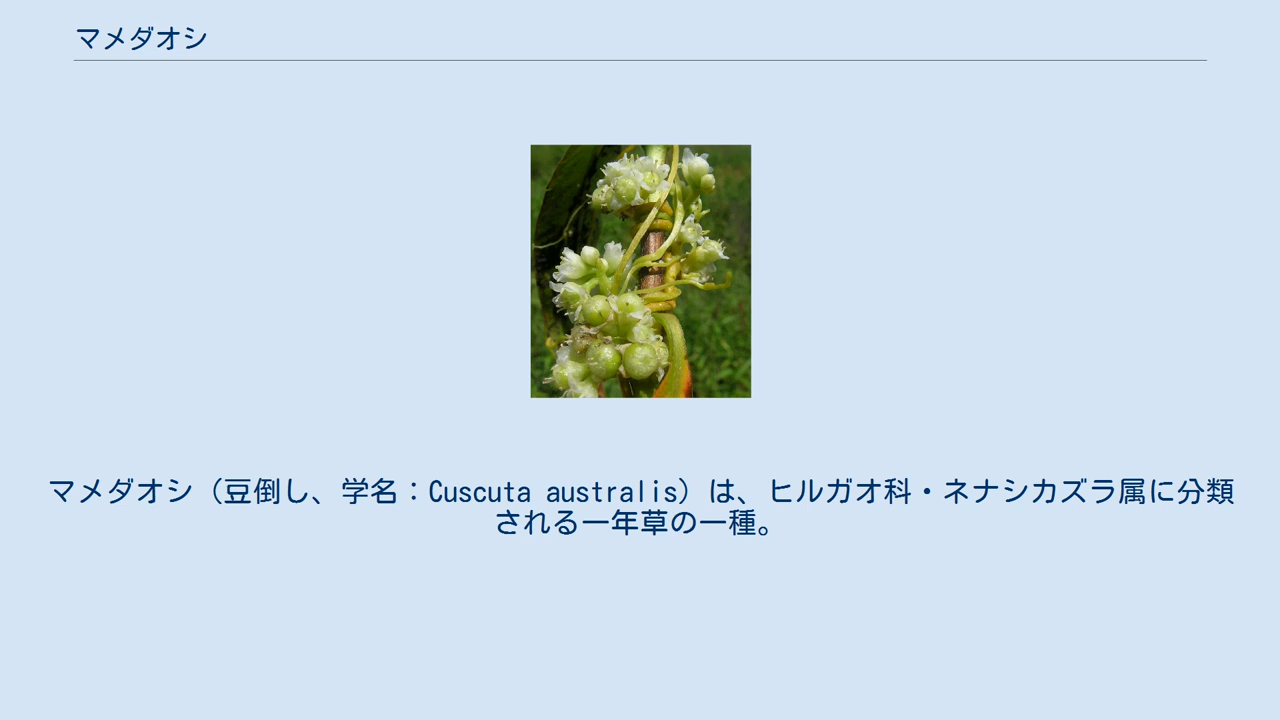 マメダオシ
マメダオシ（豆倒し、学名：Cuscuta australis）は、ヒルガオ科・ネナシカズラ属に分類
される一年草の一種。